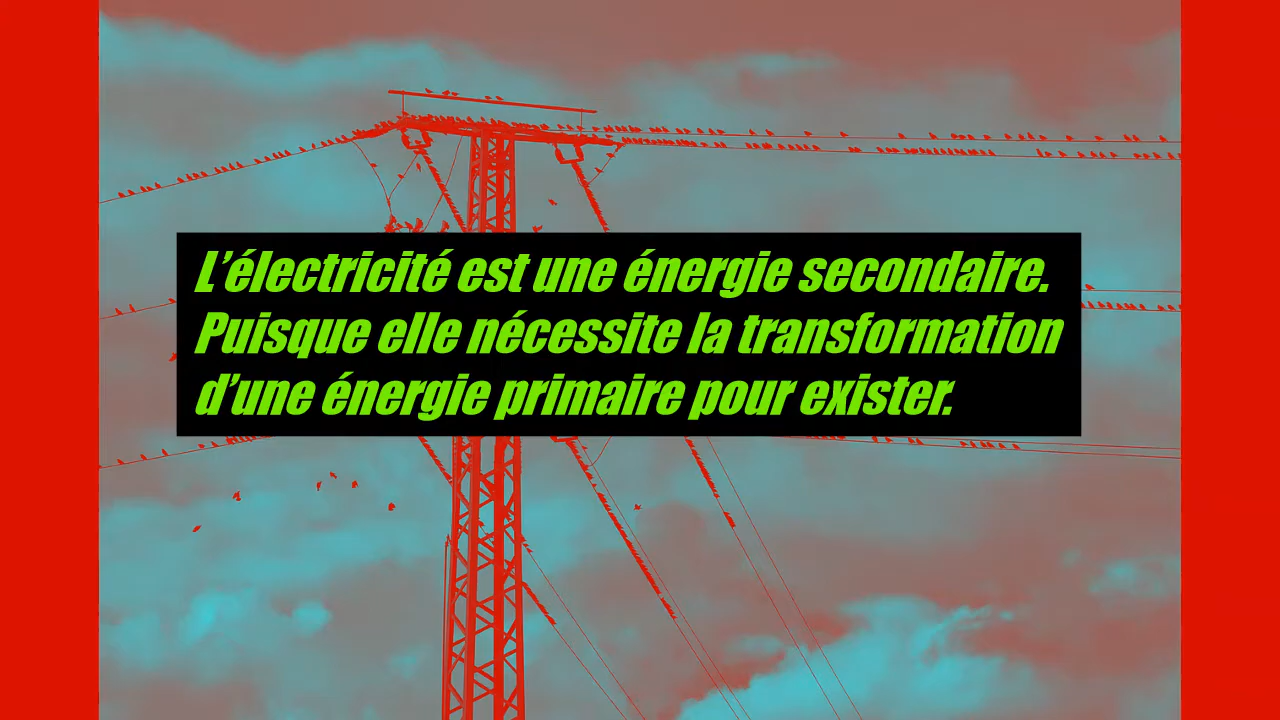 L’électricité est une énergie secondaire.
Puisque elle nécessite la transformation
d’une énergie primaire pour exister.